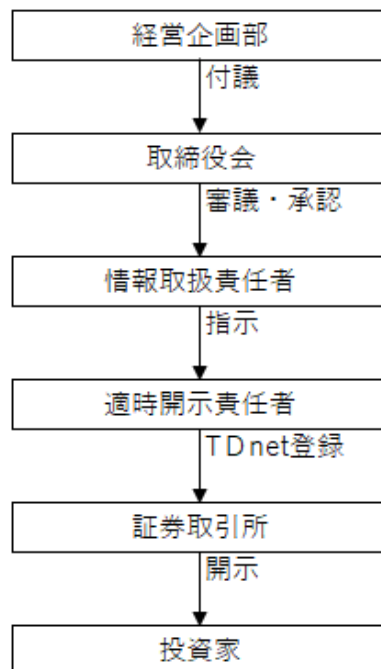 経営企画部
付議
取締役会
審議・承認
情報取扱責任者
指示
適時開示責任者
TDnet登録
証券取引所
開示
投資家